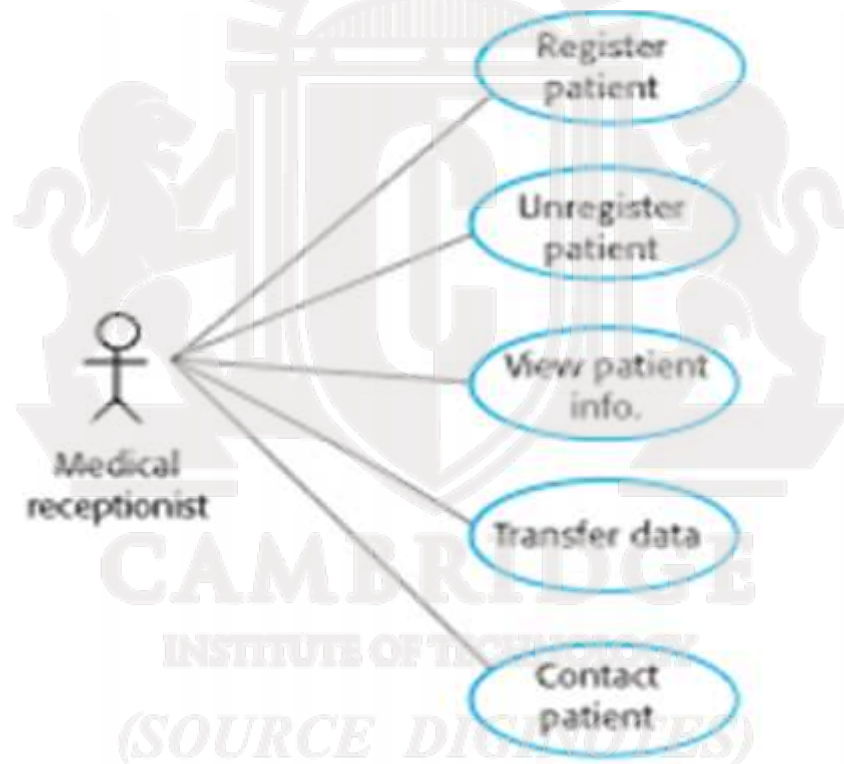 Register
patient
Unregister
patient
View patient
info.
Medical
receptionist
Transfer data
CAMBRIDGE
INSTITUTE OF TECHNOLOGY
Contact
patient
(SOURCE DIGINOTES)